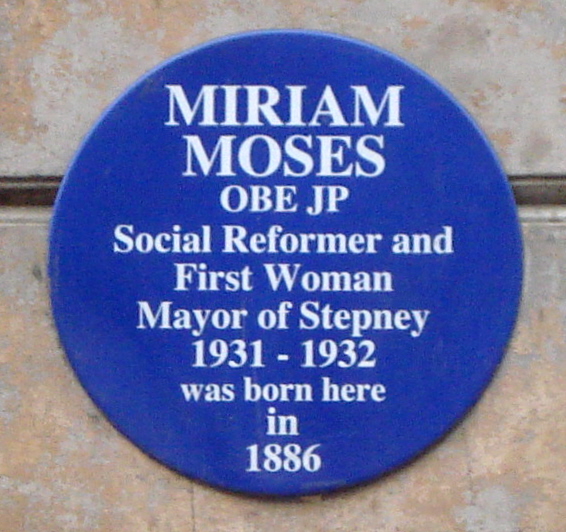 MIRIAM
MOSES
OBE JP
Social Reformer and
First Woman
Mayor of Stepney
1931 - 1932
was born here
in
1886